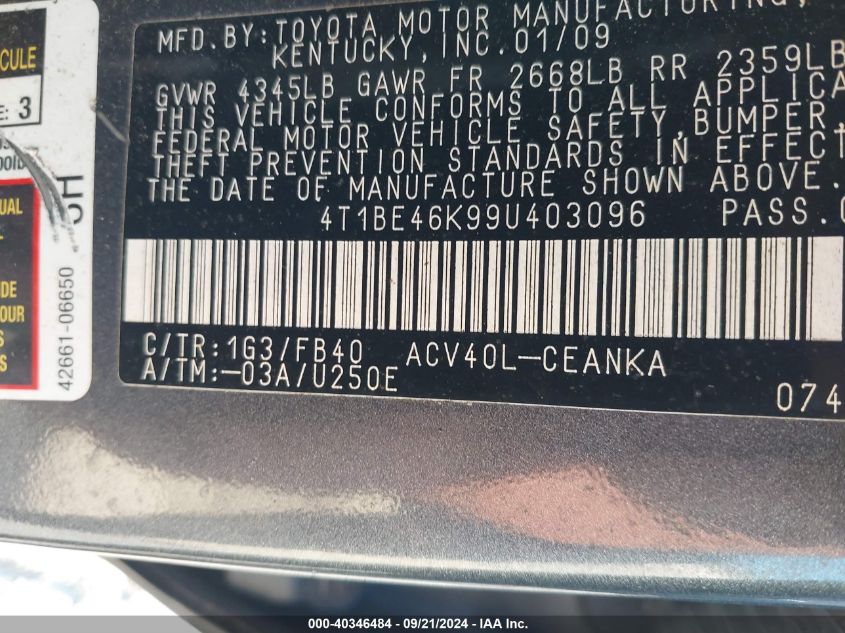 MFD. BY: TOYOTA MOTOR MANUFACTURING,
KENTUCKY, INC. 01/09
GVWR 4345LB GAWR FR 2668LB RR 2359LB
THIS VEHICLE CONFORMS TO ALL APPLICA
FEDERAL MOTOR VEHICLE SAFETY, BUMPER,
THEFT PREVENTION STANDARDS IN EFFECT
THE DATE OF MANUFACTURE SHOWN ABOVE.
4T1BE46K99U403096 PASS.
C/TR: 1G3/FB40 ACV40L-CEANKA
A/TM:-03A/U250E
074
CULE
E: 3
UAL
L
DE
OUR
S
S
42661-06650
000-40346484 - 09/21/2024 - IAAI.com